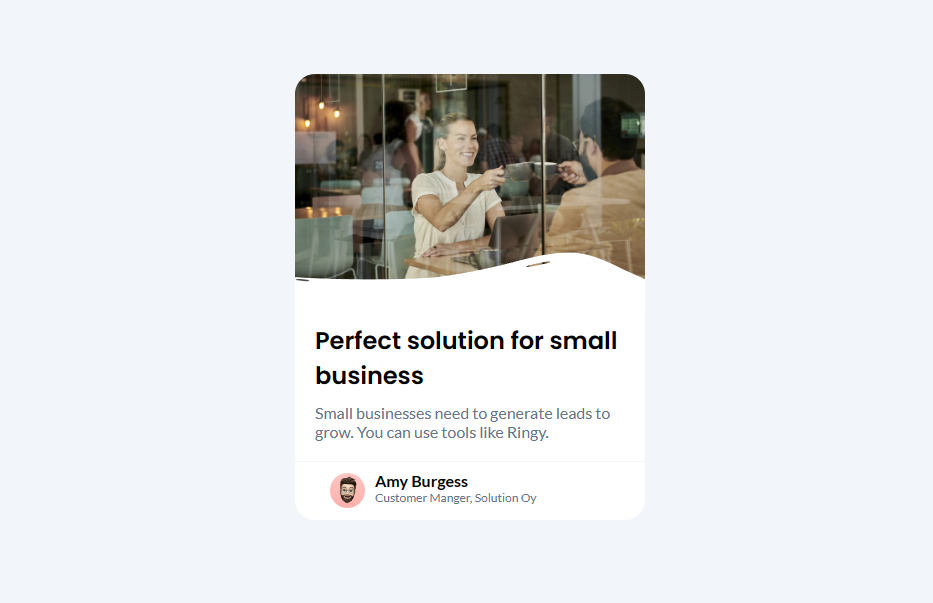 Perfect solution for small
business
Small businesses need to generate leads to
grow. You can use tools like Ringy.
Amy Burgess
Customer Manger, Solution Oy